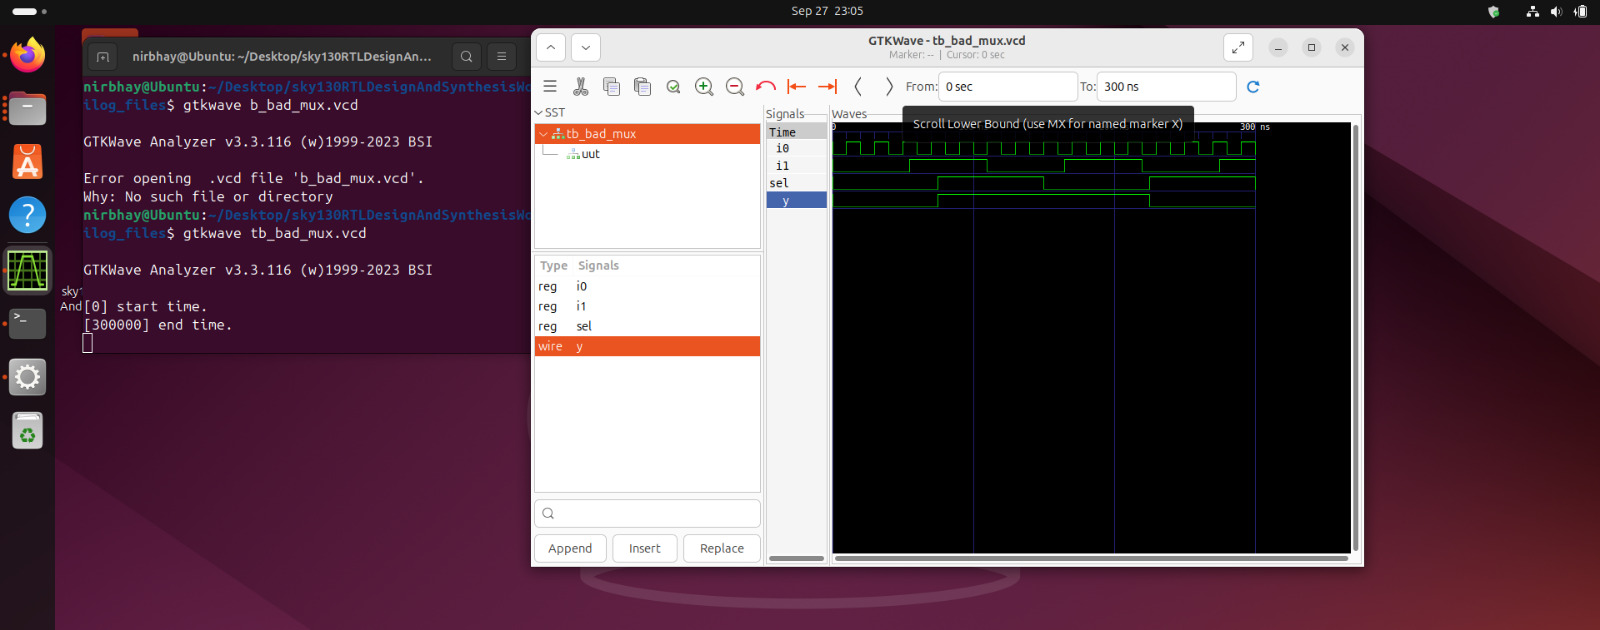 Sep 27 23:05
nirbhay@Ubuntu: ~/Desktop/sky130RTLDesignAn...
nirbhay@Ubuntu:~/Desktop/sky130RTLDesignAndSynthesisWo
ilog_files$ gtkwave b_bad_mux.vcd
GTKWave Analyzer v3.3.116 (w)1999-2023 BSI
Error opening .vcd file 'b_bad_mux.vcd'.
Why: No such file or directory
nirbhay@Ubuntu:~/Desktop/sky130RTLDesignAndSynthesisWo
ilog_files$ gtkwave tb_bad_mux.vcd
GTKWave Analyzer v3.3.116 (w)1999-2023 BSI
[0] start time.
[300000] end time.
sky1
And
GTKWave - tb_bad_mux.vcd
Marker: -- | Cursor: 0 sec
From: 0 sec To: 300 ns
Scroll Lower Bound (use MX for named marker X)
SST
tb_bad_mux
uut
Type Signals
reg i0
reg i1
reg sel
wire y
Append Insert Replace
Signals
Time
i0
i1
sel
y
Waves
0 300 ns